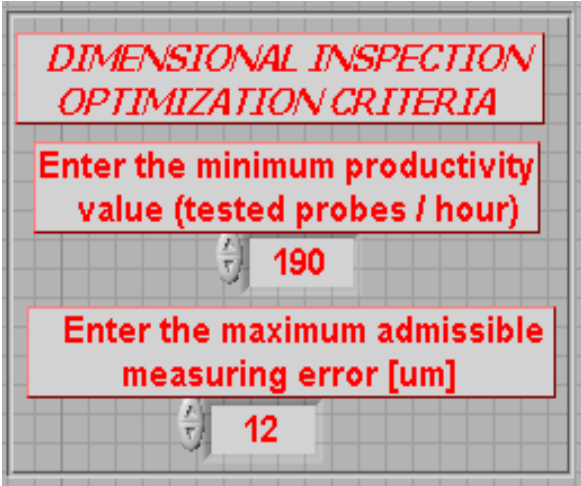 DIMENSIONAL INSPECTION
OPTIMIZATION CRITERIA
Enter the minimum productivity
value (tested probes / hour)
190
Enter the maximum admissible
measuring error [um]
12